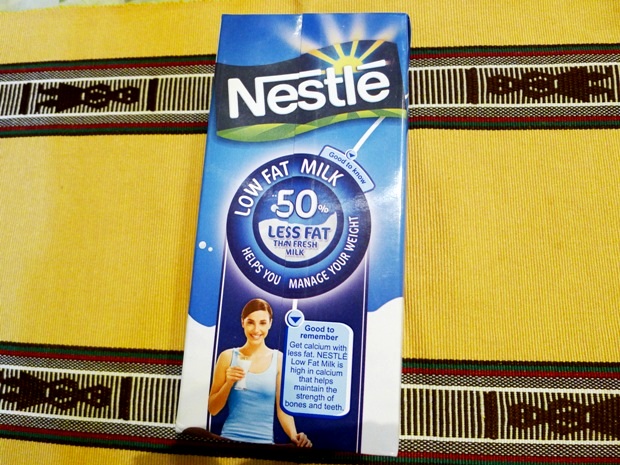 Nestlé
Good to know
LOW FAT MILK
50%
LESS FAT
THAN FRESH
MILK
HELPS YOU MANAGE YOUR WEIGHT
Good to
remember
Get calcium with
less fat. NESTLÉ
Low Fat Milk is
high in calcium
that helps
maintain the
strength of
bones and teeth.